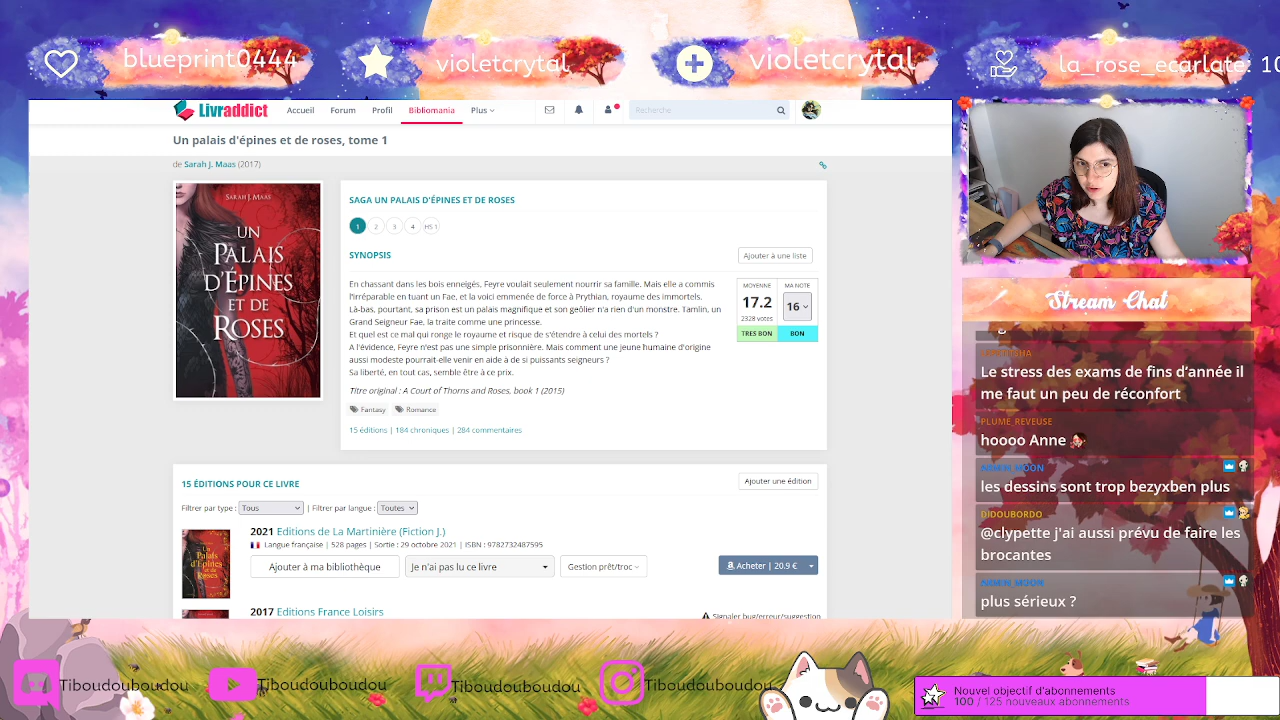 blueprint0444
violetcrytal
violetcrytal
la_rose_ecarlate: 10
Livraddict
Accueil
Forum
Profil
Bibliomania
Plus
Recherche
Un palais d'épines et de roses, tome 1
de Sarah J. Maas (2017)
SARAH J. MAAS
UN
PALAIS
D'ÉPINES
ET DE
ROSES
SAGA UN PALAIS D'ÉPINES ET DE ROSES
1 2 3 4 HS 1
SYNOPSIS
Ajouter à une liste
En chassant dans les bois enneigés, Feyre voulait seulement nourrir sa famille. Mais elle a commis
l'irréparable en tuant un Fae, et la voici emmenée de force à Prythian, royaume des immortels.
Là-bas, pourtant, sa prison est un palais magnifique et son geôlier n'a rien d'un monstre. Tamlin, un
Grand Seigneur Fae, la traite comme une princesse.
Et quel est ce mal qui ronge le royaume et risque de s'étendre à celui des mortels ?
A l'évidence, Feyre n'est pas une simple prisonnière. Mais comment une jeune humaine d'origine
aussi modeste pourrait-elle venir en aide à de si puissants seigneurs ?
Sa liberté, en tout cas, semble être à ce prix.
Titre original : A Court of Thorns and Roses, book 1 (2015)
Fantasy Romance
15 éditions | 184 chroniques | 284 commentaires
MOYENNE
17.2
2328 votes
TRES BON
MA NOTE
16
BON
15 ÉDITIONS POUR CE LIVRE
Ajouter une édition
Filtrer par type : Tous | Filtrer par langue : Toutes
Un
Palais
d'Épines
et de
Roses
2021 Editions de La Martinière (Fiction J.)
Langue française | 528 pages | Sortie : 29 octobre 2021 | ISBN : 9782732487595
Ajouter à ma bibliothèque
Je n'ai pas lu ce livre
Gestion prêt/troc
Acheter | 20.9 €
2017 Editions France Loisirs
Signaler bug/erreur/suggestion
Stream Chat
Le stress des exams de fins d'année il
me faut un peu de réconfort
PLUME_REVEUSE
hoooo Anne
les dessins sont trop bezyxben plus
DIDOUBORDO
@clypette j'ai aussi prévu de faire les
brocantes
plus sérieux ?
Tiboudouboudou
Tiboudouboudou
Tiboudouboudou
Tiboudouboudou
Nouvel objectif d'abonnements
100 / 125 nouveaux abonnements